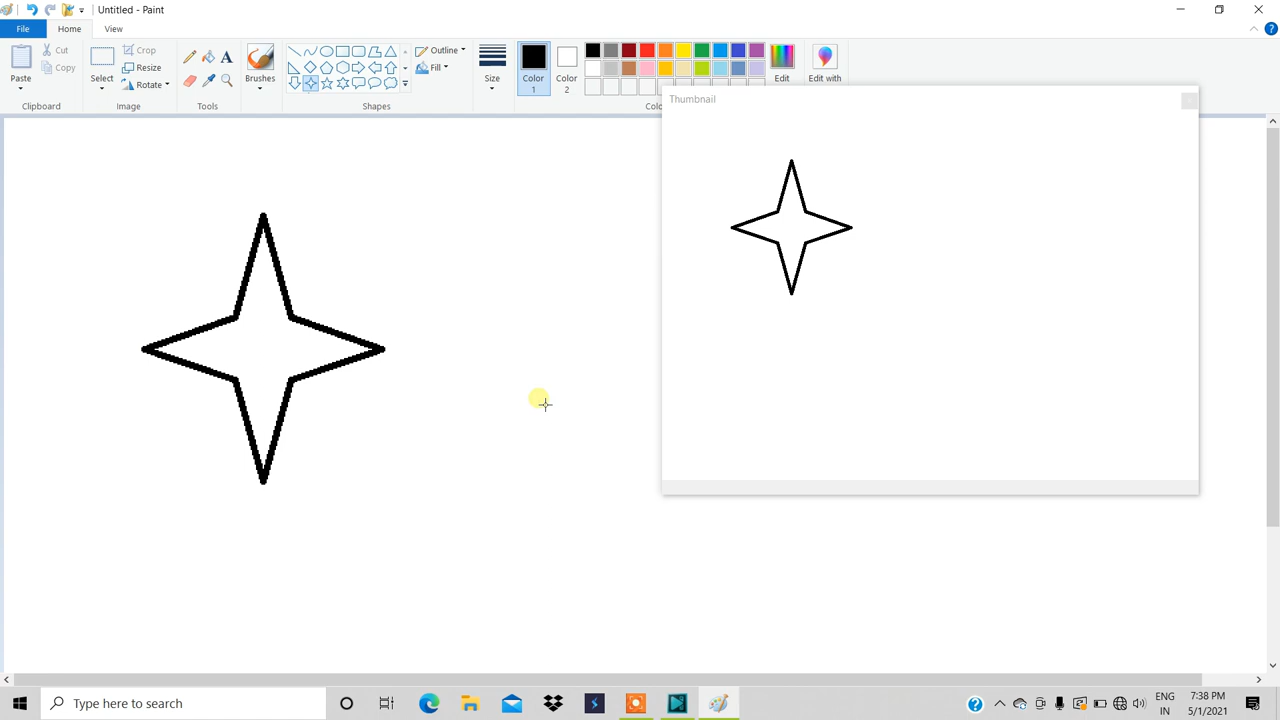 Untitled - Paint
File
Home
View
Paste
Cut
Copy
Clipboard
Select
Crop
Resize
Rotate
Image
A
Tools
Brushes
Shapes
Outline
Fill
Size
Color
1
Color
2
Edit
Edit with
Thumbnail
Type here to search
ENG
IN
7:38 PM
5/1/2021